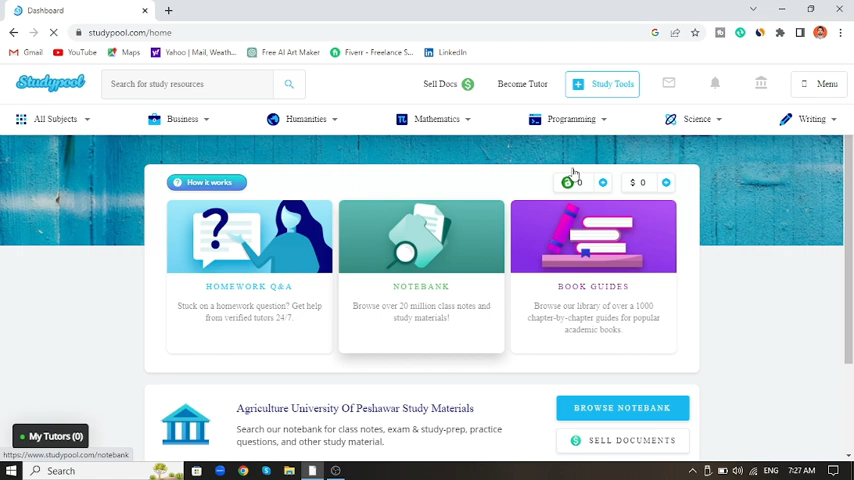 Dashboard
studypool.com/home
Gmail
YouTube
Maps
Yahoo | Mail, Weath...
Free AI Art Maker
Fiverr - Freelance S...
LinkedIn
Studypool
Search for study resources
Sell Docs
Become Tutor
Study Tools
Menu
All Subjects
Business
Humanities
Mathematics
Programming
Science
Writing
How it works
0
$ 0
HOMEWORK Q&A
Stuck on a homework question? Get help
from verified tutors 24/7.
NOTEBANK
Browse over 20 million class notes and
study materials!
BOOK GUIDES
Browse our library of over a 1000
chapter-by-chapter guides for popular
academic books.
Agriculture University Of Peshawar Study Materials
Search our notebank for class notes, exam & study-prep, practice
questions, and other study material.
BROWSE NOTEBANK
SELL DOCUMENTS
My Tutors (0)
https://www.studypool.com/notebank
Search
ENG
7:27 AM